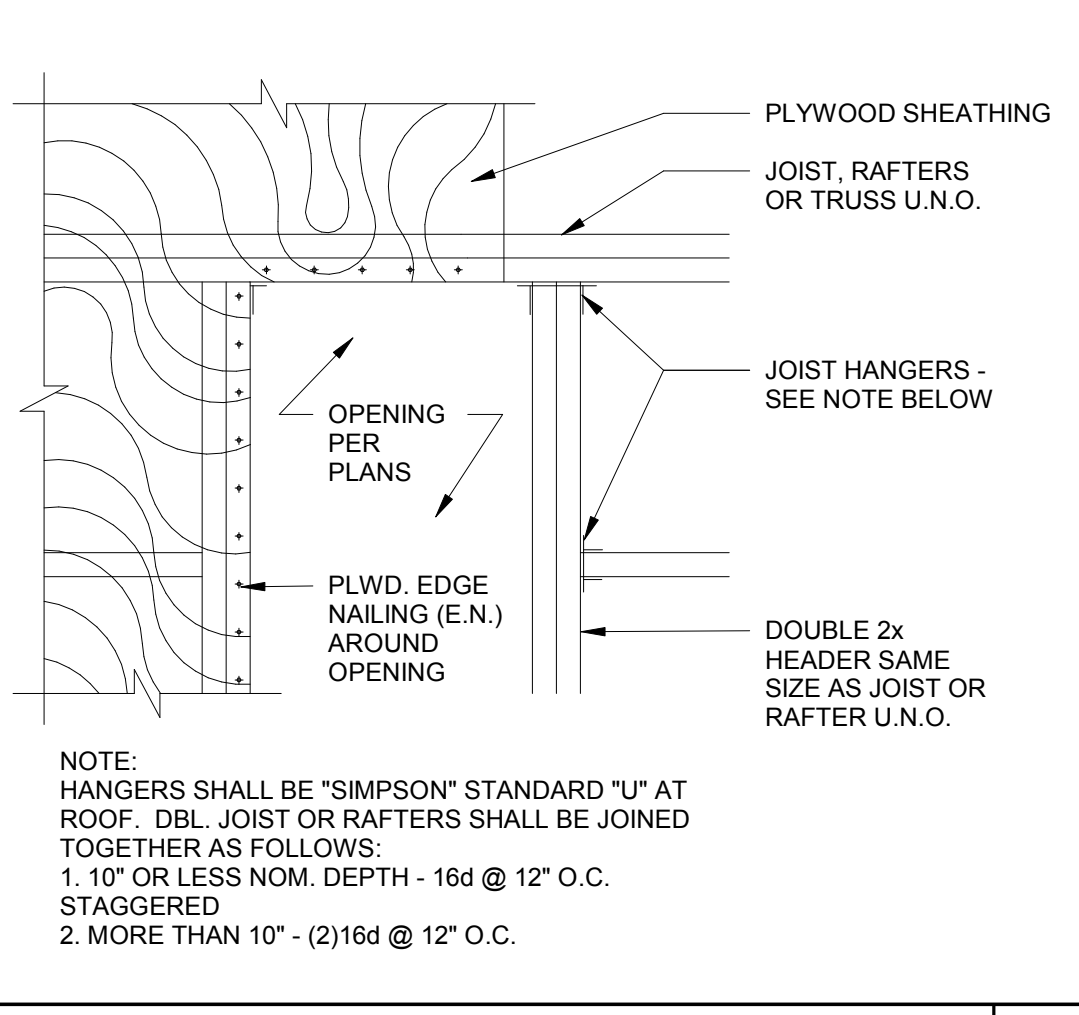 PLYWOOD SHEATHING
JOIST, RAFTERS
OR TRUSS U.N.O.
JOIST HANGERS -
SEE NOTE BELOW
OPENING
PER
PLANS
PLWD. EDGE
NAILING (E.N.)
AROUND
OPENING
DOUBLE 2x
HEADER SAME
SIZE AS JOIST OR
RAFTER U.N.O.
NOTE:
HANGERS SHALL BE "SIMPSON" STANDARD "U" AT
ROOF. DBL. JOIST OR RAFTERS SHALL BE JOINED
TOGETHER AS FOLLOWS:
1. 10" OR LESS NOM. DEPTH - 16d @ 12" O.C.
STAGGERED
2. MORE THAN 10" - (2)16d @ 12" O.C.